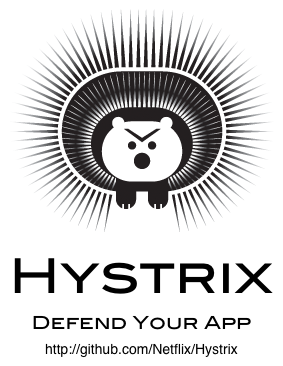 HYSTRIX
DEFEND YOUR APP
http://github.com/Netflix/Hystrix